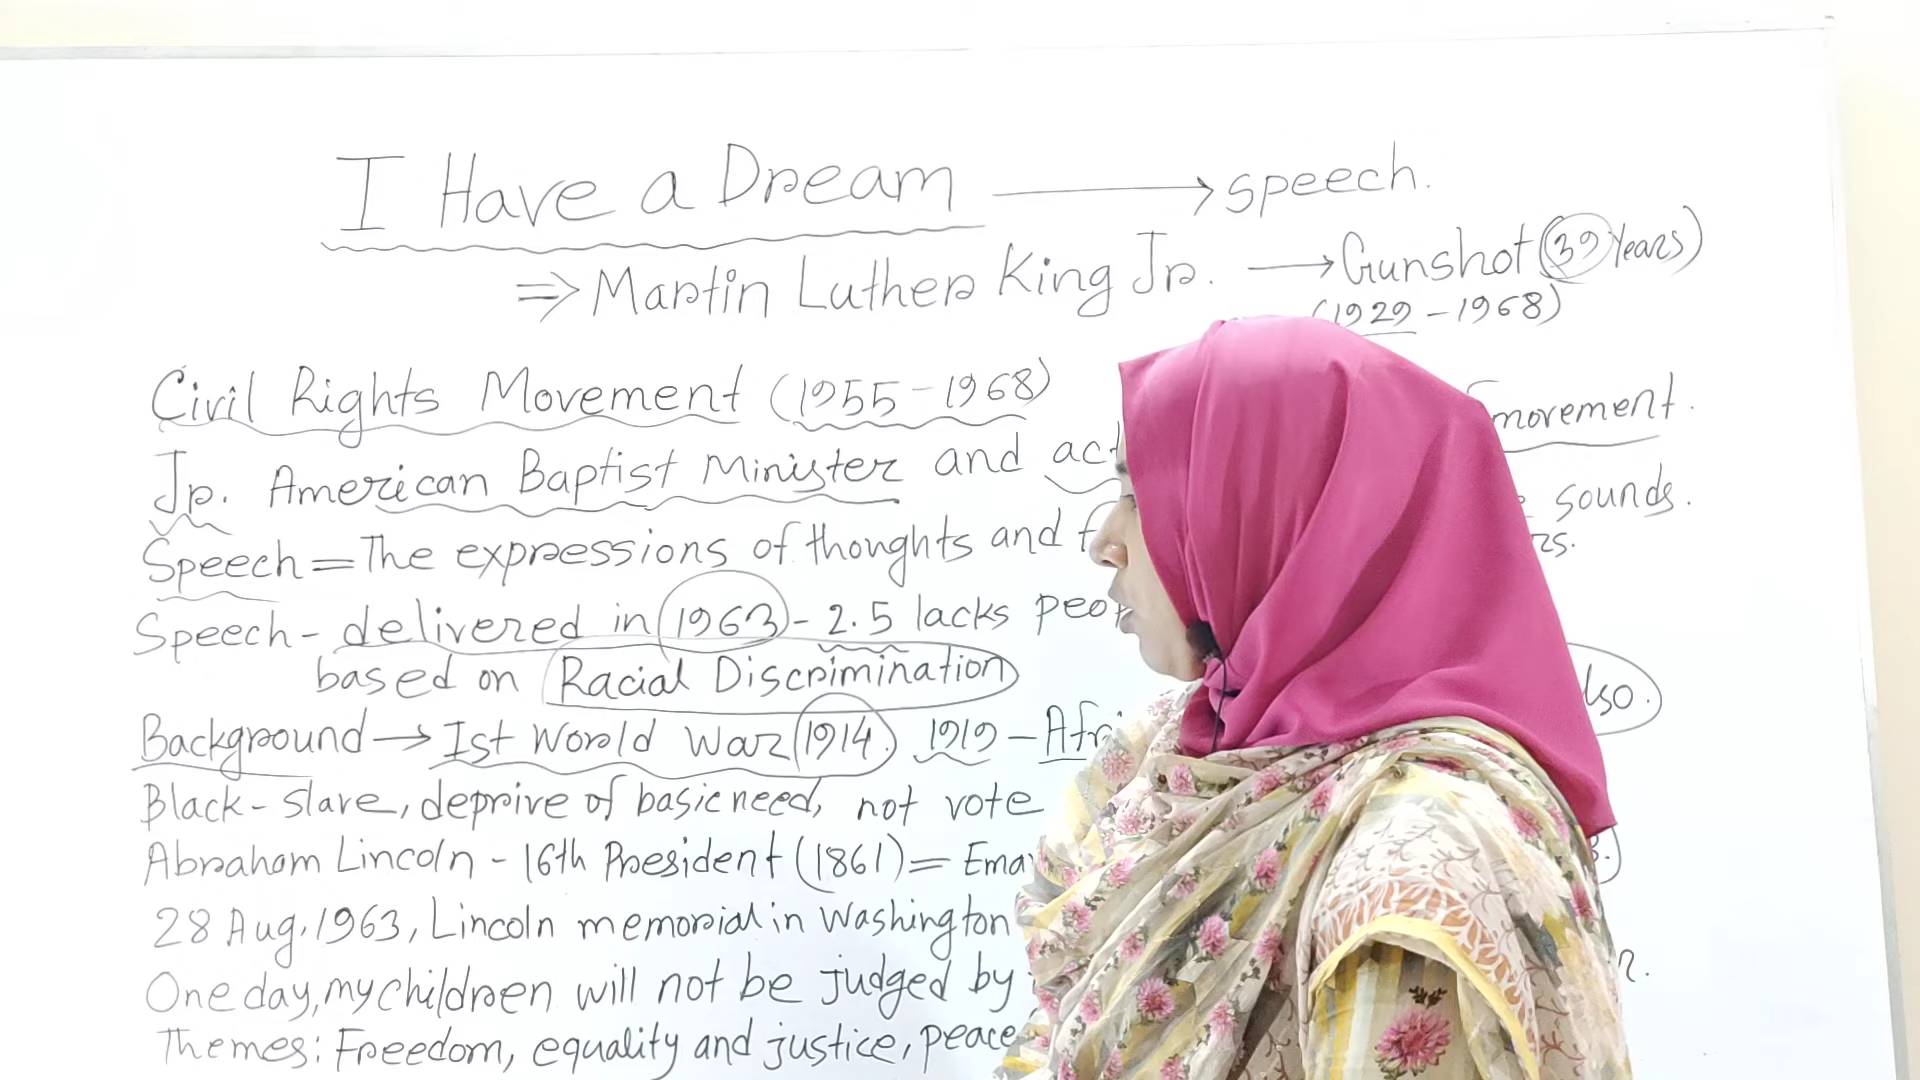 I Have a Dream → speech.
⇒ Martin Luther King Jr. → Gunshot (39 Years)
(1929 - 1968)
Civil Rights Movement (1955 - 1968) movement.
Jr. American Baptist Minister and
Speech = The expressions of thoughts and sounds.
Speech - delivered in 1963 - 2.5 lacks
based on Racial Discrimination
Background → Ist World War 1914. 1919 -
Black - slave, deprive of basic need, not vote
Abraham Lincoln - 16th President (1861) =
28 Aug, 1963, Lincoln memorial in Washington
One day, my children will not be judged by
Themes: Freedom, equality and justice, peace